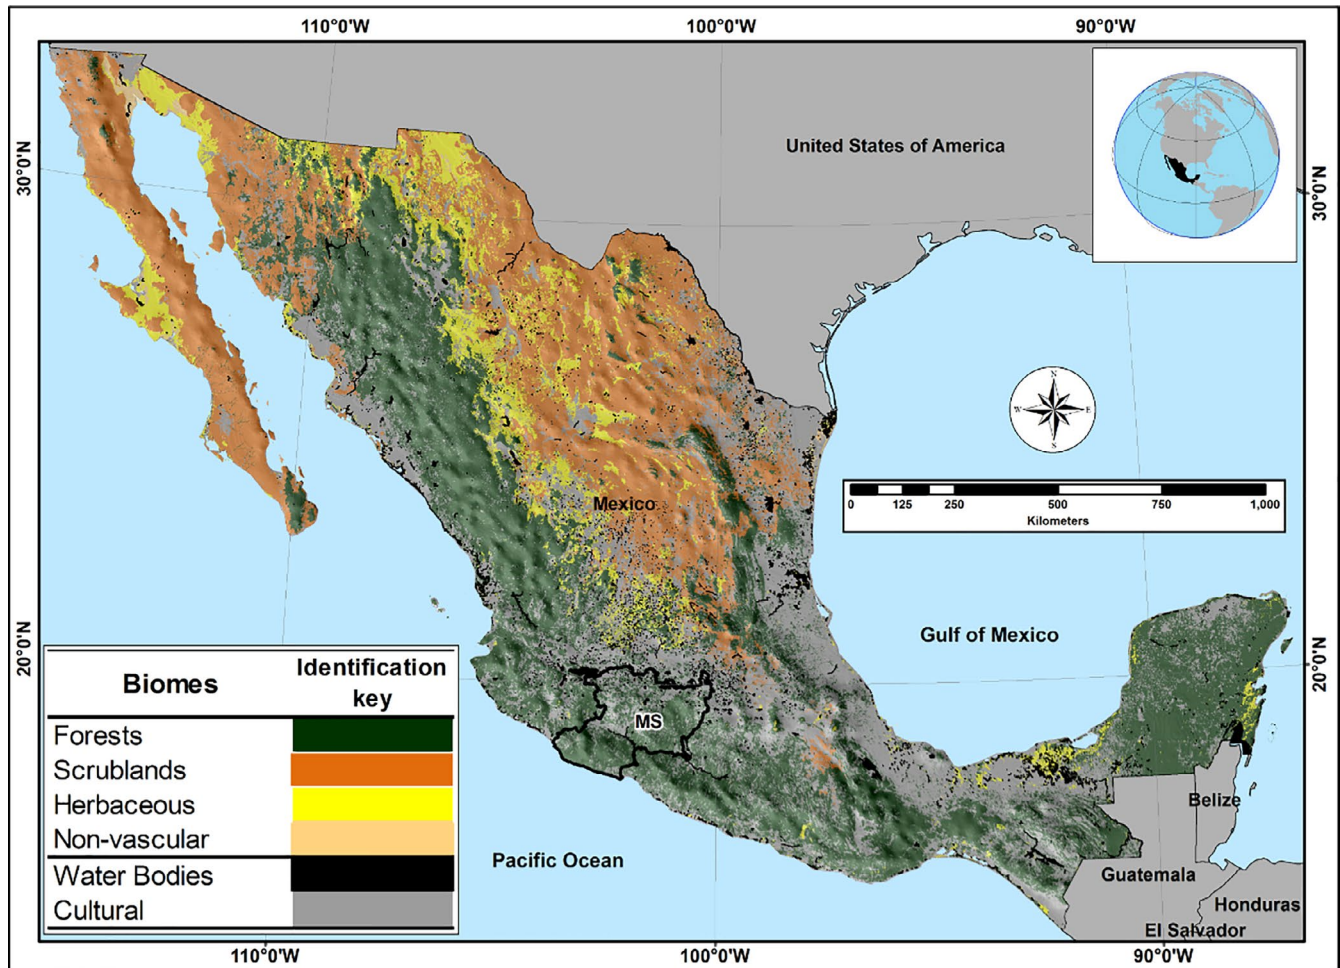 110°0'W 100°0'W 90°0'W
30°N
30°0'N
United States of America
N
W E
S
Mexico
0 125 250 500 750 1,000
Kilometers
Gulf of Mexico
20°0'N
20°0'N
MS
Biomes Identification key
Forests
Scrublands
Herbaceous
Non-vascular
Water Bodies
Cultural
Pacific Ocean
Belize
Guatemala
Honduras
El Salvador
110°0'W 100°0'W 90°0'W